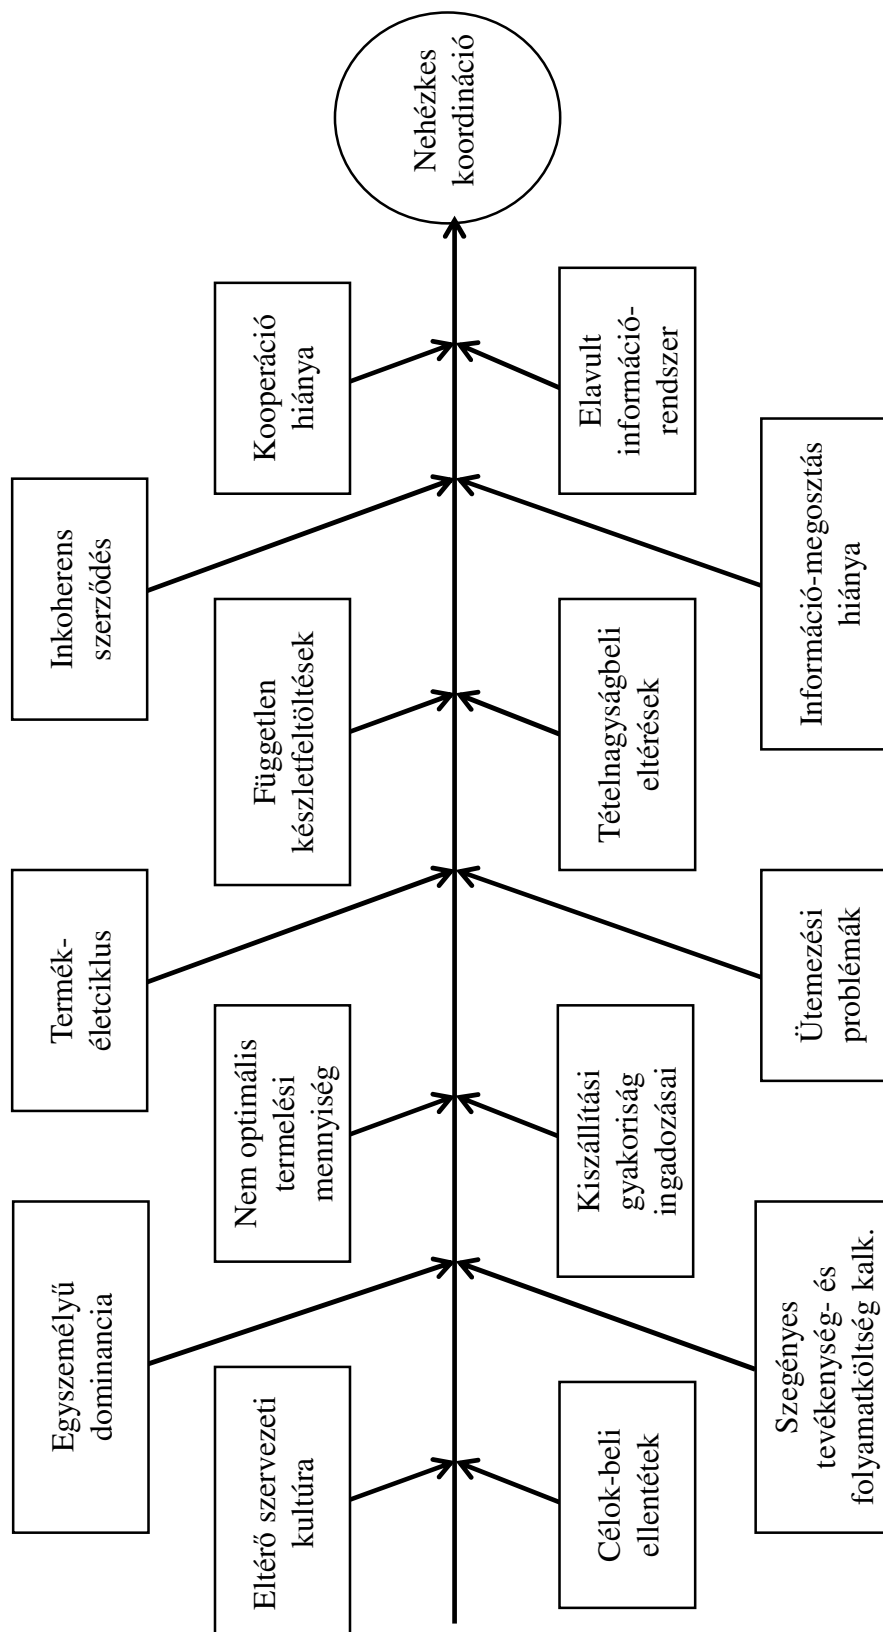 Egyszemélyű
dominancia
Termék-
életciklus
Inkoherens
szerződés
Eltérő szervezeti
kultúra
Nem optimális
termelési
mennyiség
Független
készletfeltöltések
Kooperáció
hiánya
Nehézkes
koordináció
Célok-beli
ellentétek
Kiszállítási
gyakoriság
ingadozásai
Tételnagyságbeli
eltérések
Elavult
információ-
rendszer
Szegényes
tevékenység- és
folyamatköltség kalk.
Ütemezési
problémák
Információ-megosztás
hiánya